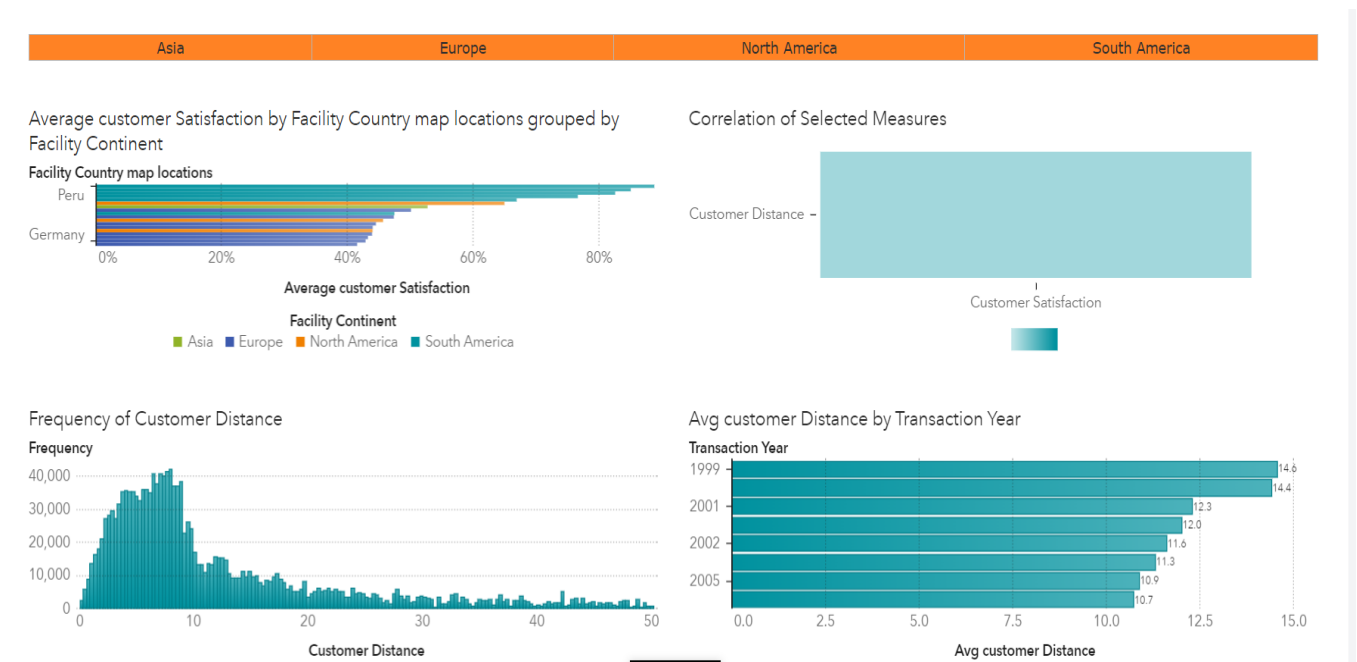 Asia Europe North America South America
Average customer Satisfaction by Facility Country map locations grouped by
Facility Continent
Facility Country map locations
Peru
Germany
0% 20% 40% 60% 80%
Average customer Satisfaction
Facility Continent
Asia Europe North America South America
Correlation of Selected Measures
Customer Distance
Customer Satisfaction
Frequency of Customer Distance
Frequency
40,000
30,000
20,000
10,000
0
0 10 20 30 40 50
Customer Distance
Avg customer Distance by Transaction Year
Transaction Year
1999 14.6
14.4
2001 12.3
12.0
2002 11.6
11.3
2005 10.9
10.7
0.0 2.5 5.0 7.5 10.0 12.5 15.0
Avg customer Distance